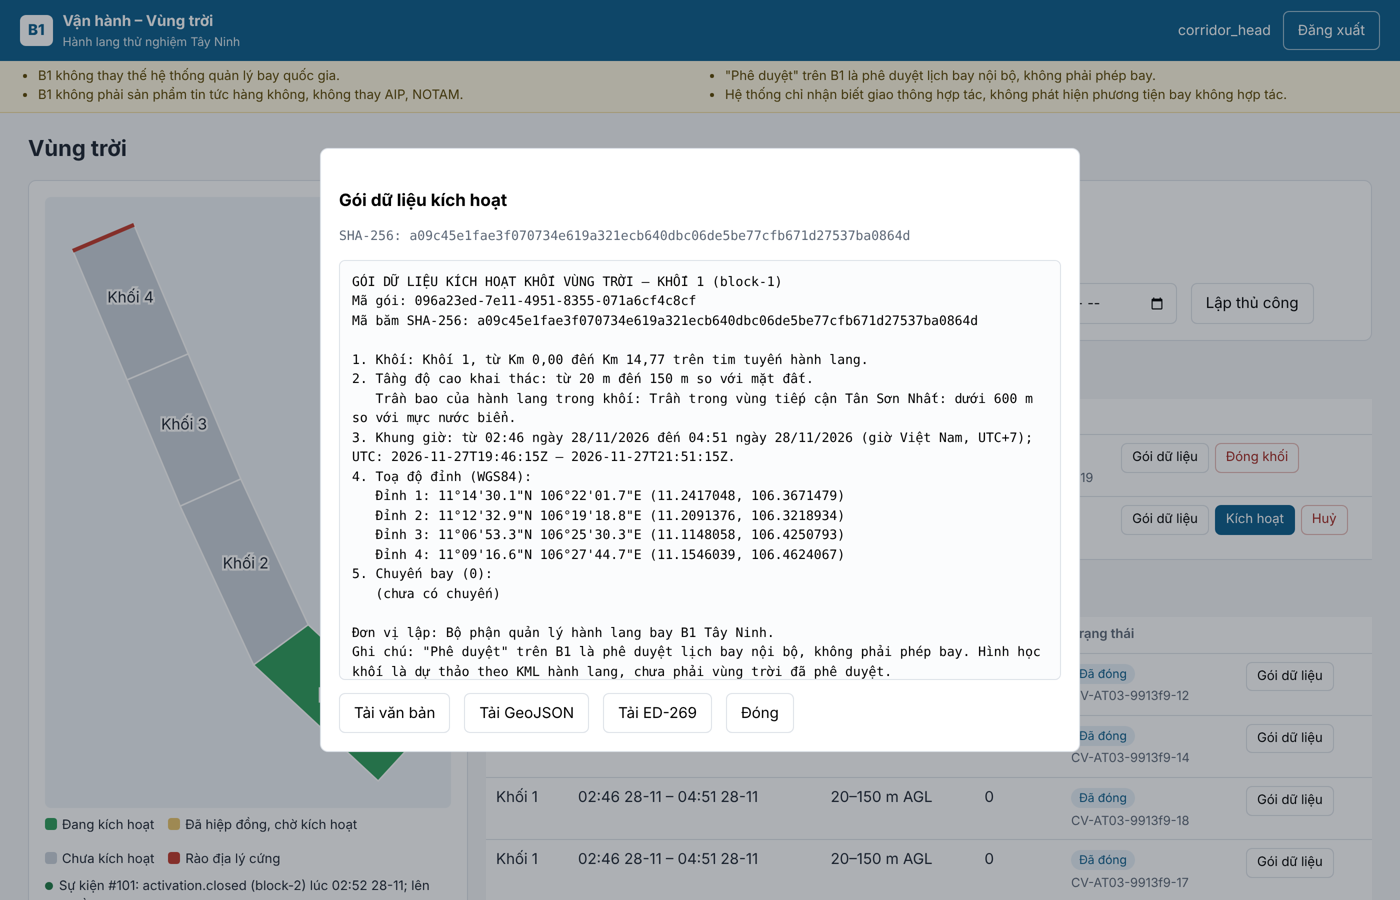 B1
Vận hành – Vùng trời
Hành lang thử nghiệm Tây Ninh
corridor_head
Đăng xuất
B1 không thay thế hệ thống quản lý bay quốc gia.
B1 không phải sản phẩm tin tức hàng không, không thay AIP, NOTAM.
"Phê duyệt" trên B1 là phê duyệt lịch bay nội bộ, không phải phép bay.
Hệ thống chỉ nhận biết giao thông hợp tác, không phát hiện phương tiện bay không hợp tác.
Vùng trời
Khối 4
Khối 3
Khối 2
Đang kích hoạt
Đã hiệp đồng, chờ kích hoạt
Chưa kích hoạt
Rào địa lý cứng
Sự kiện #101: activation.closed (block-2) lúc 02:52 28-11; lên
Gói dữ liệu kích hoạt
SHA-256: a09c45e1fae3f070734e619a321ecb640dbc06de5be77cfb671d27537ba0864d
GÓI DỮ LIỆU KÍCH HOẠT KHỐI VÙNG TRỜI — KHỐI 1 (block-1)
Mã gói: 096a23ed-7e11-4951-8355-071a6cf4c8cf
Mã băm SHA-256: a09c45e1fae3f070734e619a321ecb640dbc06de5be77cfb671d27537ba0864d
1. Khối: Khối 1, từ Km 0,00 đến Km 14,77 trên tim tuyến hành lang.
2. Tầng độ cao khai thác: từ 20 m đến 150 m so với mặt đất.
Trần bao của hành lang trong khối: Trần trong vùng tiếp cận Tân Sơn Nhất: dưới 600 m
so với mực nước biển.
3. Khung giờ: từ 02:46 ngày 28/11/2026 đến 04:51 ngày 28/11/2026 (giờ Việt Nam, UTC+7);
UTC: 2026-11-27T19:46:15Z — 2026-11-27T21:51:15Z.
4. Toạ độ đỉnh (WGS84):
Đỉnh 1: 11°14'30.1"N 106°22'01.7"E (11.2417048, 106.3671479)
Đỉnh 2: 11°12'32.9"N 106°19'18.8"E (11.2091376, 106.3218934)
Đỉnh 3: 11°06'53.3"N 106°25'30.3"E (11.1148058, 106.4250793)
Đỉnh 4: 11°09'16.6"N 106°27'44.7"E (11.1546039, 106.4624067)
5. Chuyến bay (0):
(chưa có chuyến)
Đơn vị lập: Bộ phận quản lý hành lang bay B1 Tây Ninh.
Ghi chú: "Phê duyệt" trên B1 là phê duyệt lịch bay nội bộ, không phải phép bay. Hình học
khối là dự thảo theo KML hành lang, chưa phải vùng trời đã phê duyệt.
Tải văn bản
Tải GeoJSON
Tải ED-269
Đóng
- --
Lập thủ công
Gói dữ liệu
Đóng khối
19
Gói dữ liệu
Kích hoạt
Huỷ
rạng thái
Đã đóng
CV-AT03-9913f9-12
Gói dữ liệu
Đã đóng
CV-AT03-9913f9-14
Gói dữ liệu
Khối 1
02:46 28-11 – 04:51 28-11
20–150 m AGL
0
Đã đóng
CV-AT03-9913f9-18
Gói dữ liệu
Khối 1
02:46 28-11 – 04:51 28-11
20–150 m AGL
0
Đã đóng
CV-AT03-9913f9-17
Gói dữ liệu